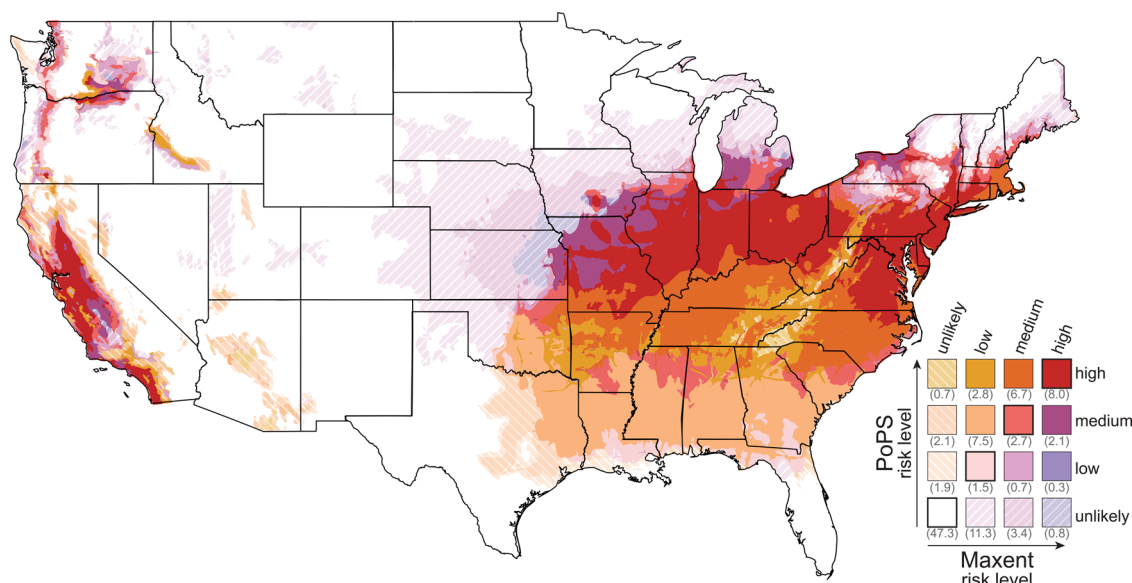 unlikely
low
medium
high
high
(0.7) (2.8) (6.7) (8.0)
medium
(2.1) (7.5) (2.7) (2.1)
low
(1.9) (1.5) (0.7) (0.3)
unlikely
(47.3) (11.3) (3.4) (0.8)
PoPS
risk level
Maxent
risk level